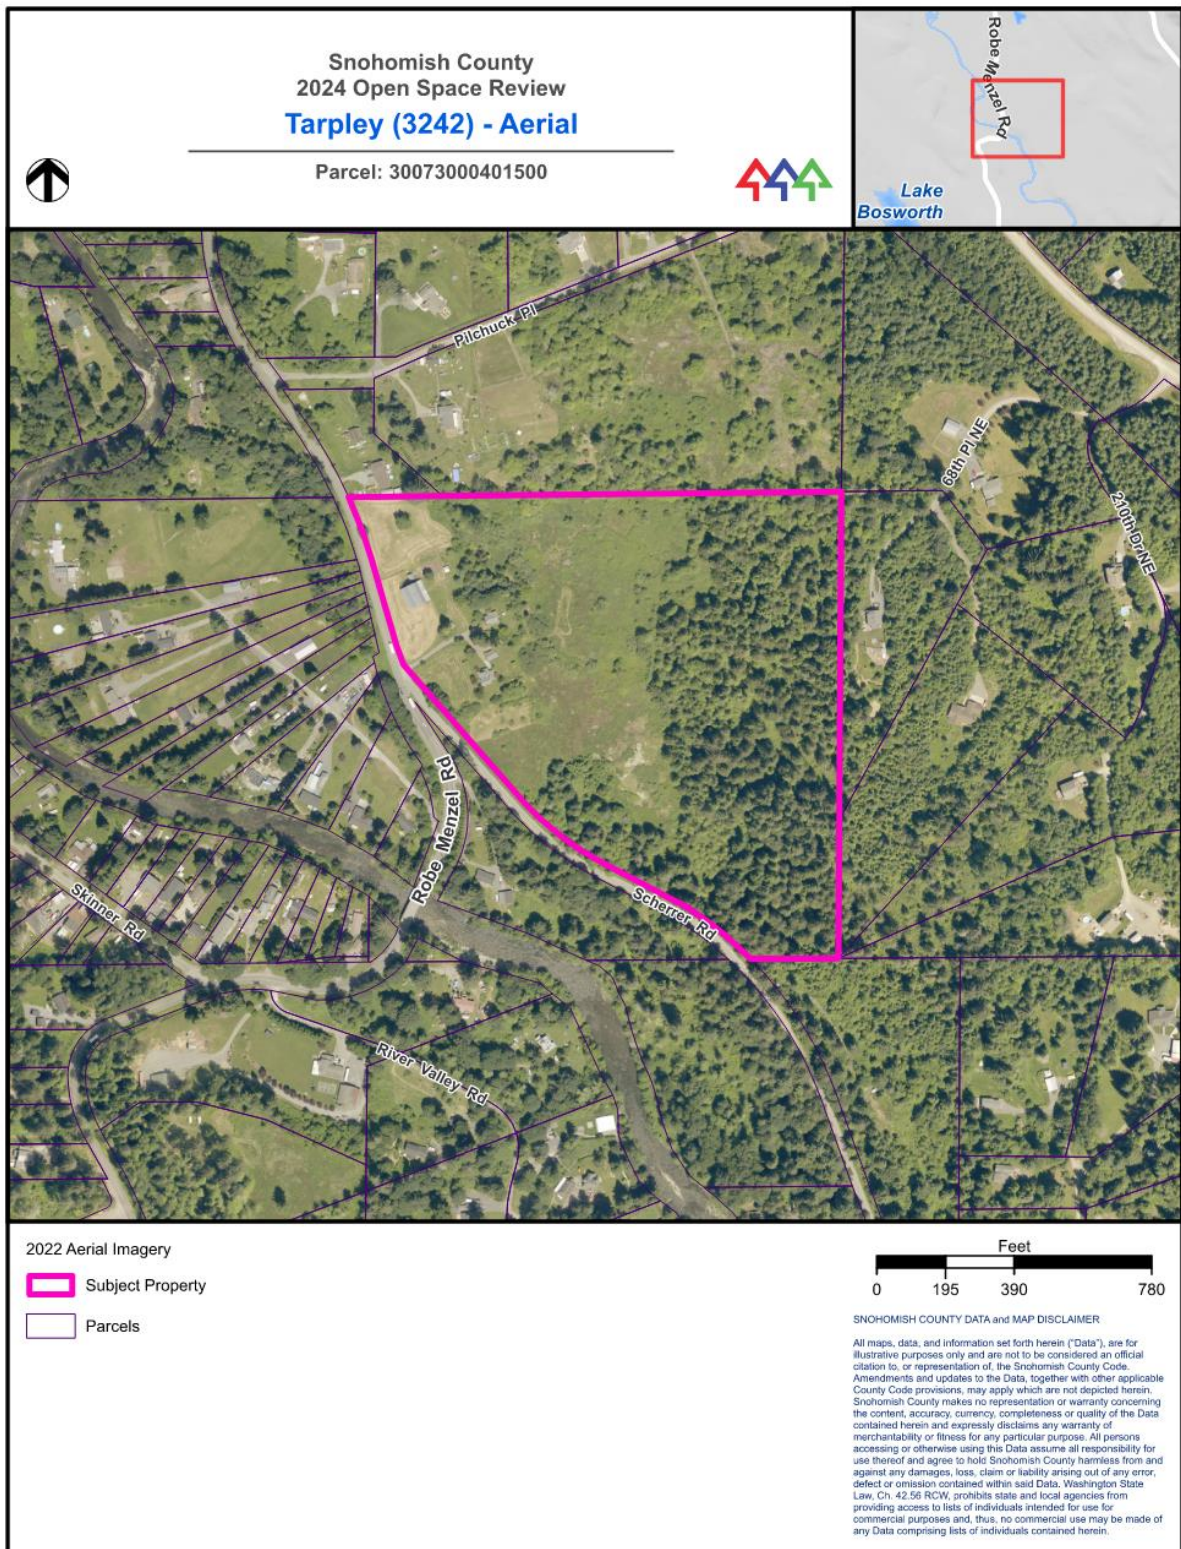 Snohomish County
2024 Open Space Review
Tarpley (3242) - Aerial
Parcel: 30073000401500
Robe Menzel Rd
Lake
Bosworth
Pilchuck Pl
68th Pl NE
210th Dr NE
Robe Menzel Rd
Scherrer Rd
Skinner Rd
River Valley Rd
2022 Aerial Imagery
Subject Property
Parcels
Feet
0 195 390 780
SNOHOMISH COUNTY DATA and MAP DISCLAIMER
All maps, data, and information set forth herein ("Data"), are for
illustrative purposes only and are not to be considered an official
citation to, or representation of, the Snohomish County Code.
Amendments and updates to the Data, together with other applicable
County Code provisions, may apply which are not depicted herein.
Snohomish County makes no representation or warranty concerning
the content, accuracy, currency, completeness or quality of the Data
contained herein and expressly disclaims any warranty of
merchantability or fitness for any particular purpose. All persons
accessing or otherwise using this Data assume all responsibility for
use thereof and agree to hold Snohomish County harmless from and
against any damages, loss, claim or liability arising out of any error,
defect or omission contained within said Data. Washington State
Law, Ch. 42.56 RCW, prohibits state and local agencies from
providing access to lists of individuals intended for use for
commercial purposes and, thus, no commercial use may be made of
any Data comprising lists of individuals contained herein.